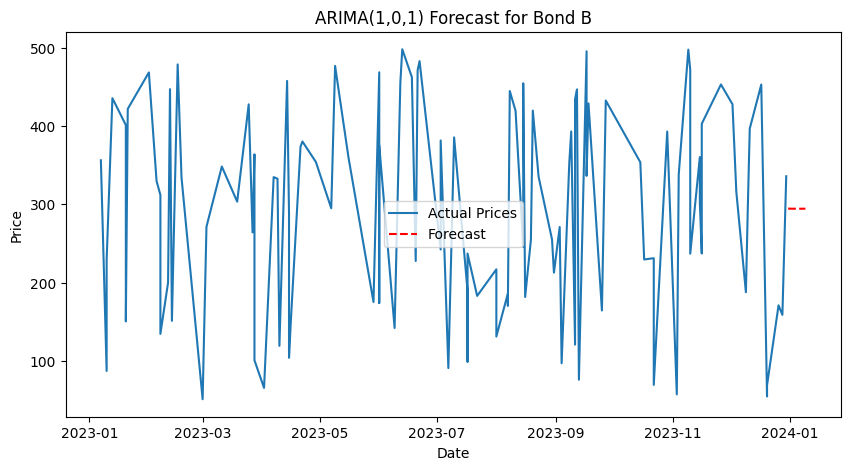 ARIMA(1,0,1) Forecast for Bond B
Price
500
400
300
200
100
Actual Prices
Forecast
2023-01 2023-03 2023-05 2023-07 2023-09 2023-11 2024-01
Date